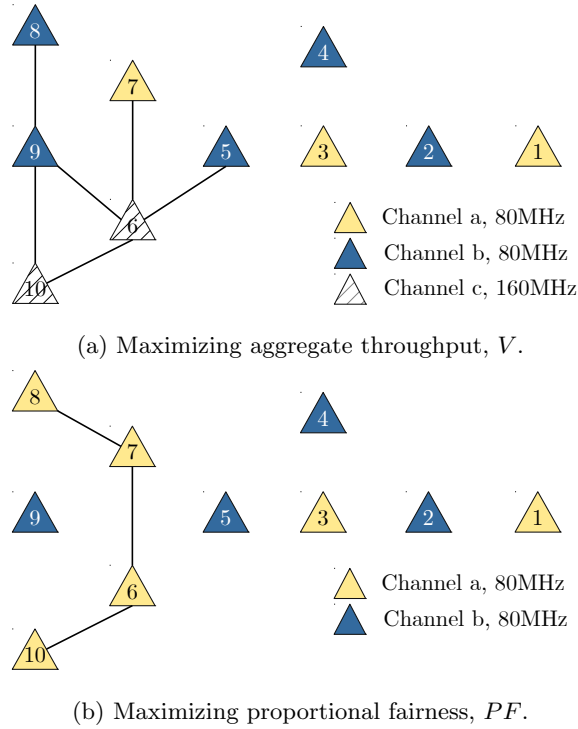 8
4
7
9
5
3
2
1
6
Channel a, 80MHz
Channel b, 80MHz
10
Channel c, 160MHz
(a) Maximizing aggregate throughput, V.
8
4
7
9
5
3
2
1
6
Channel a, 80MHz
Channel b, 80MHz
10
(b) Maximizing proportional fairness, PF.